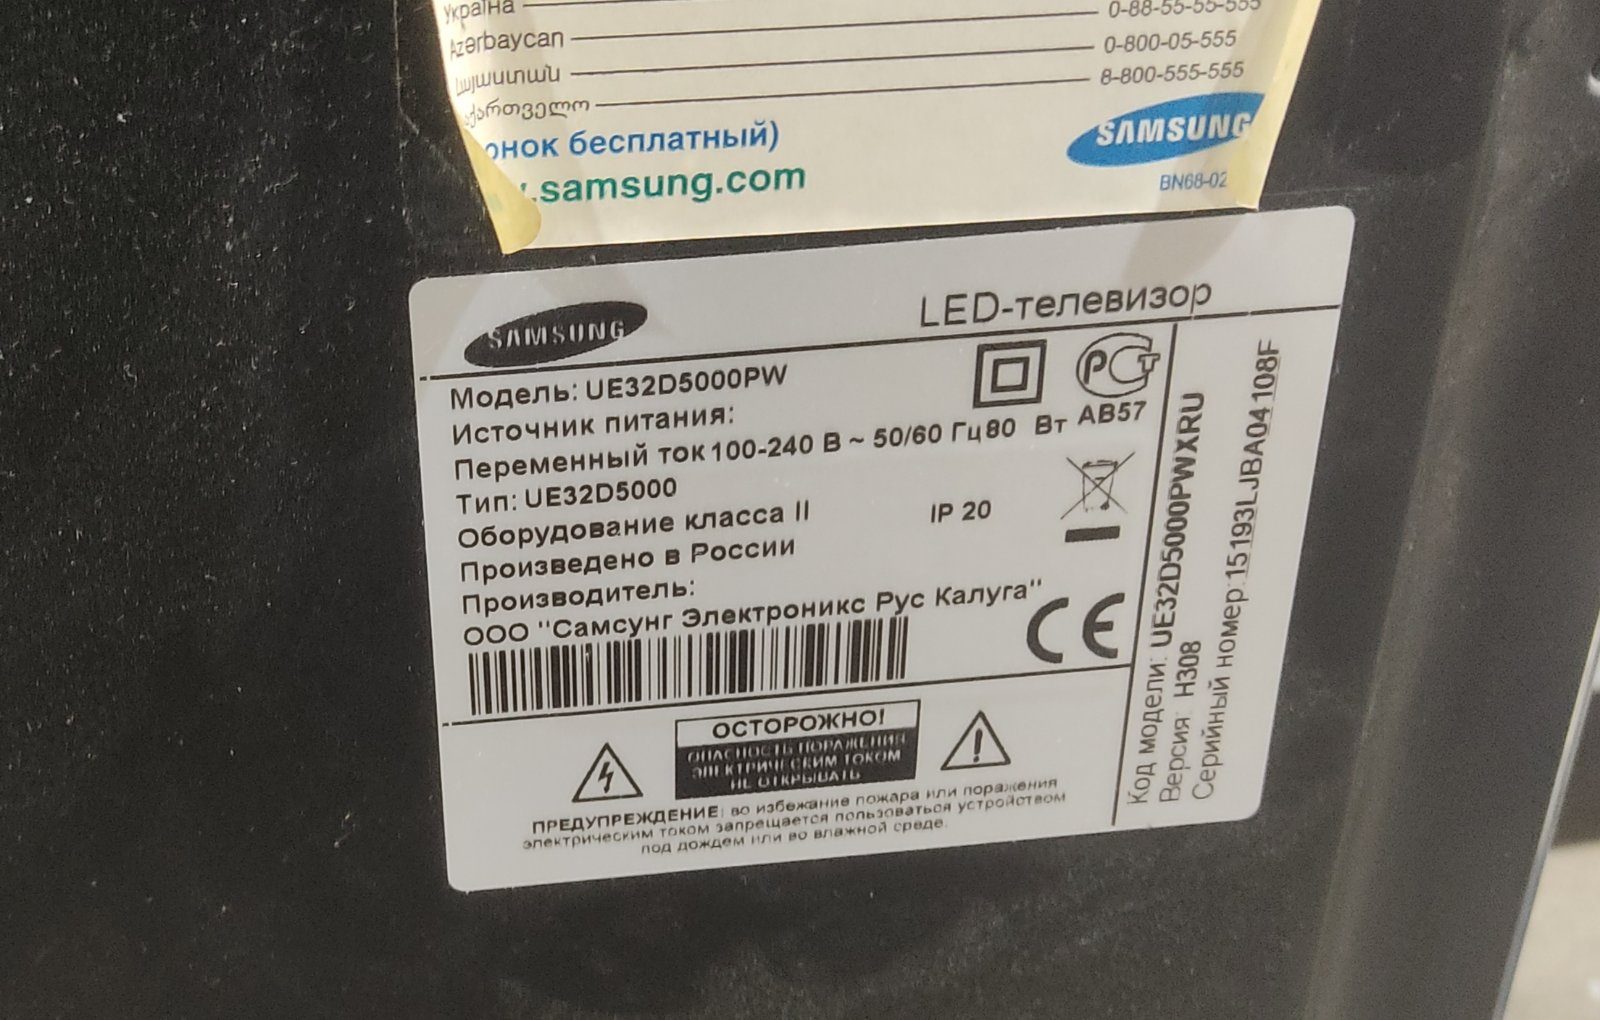 Україна 0-88-55-55-555
Azərbaycan 0-800-05-555
Հայաստան 8-800-555-555
საქართველო
онок бесплатный)
.samsung.com
SAMSUNG
BN68-02
SAMSUNG
LED-телевизор
Модель: UE32D5000PW
Источник питания:
Переменный ток 100-240 В ~ 50/60 Гц 80 Вт
АВ57
Тип: UE32D5000
Оборудование класса II IP 20
Произведено в России
Производитель:
ООО "Самсунг Электроникс Рус Калуга"
CE
ОСТОРОЖНО!
ОПАСНОСТЬ ПОРАЖЕНИЯ
ЭЛЕКТРИЧЕСКИМ ТОКОМ
НЕ ОТКРЫВАТЬ
ПРЕДУПРЕЖДЕНИЕ: во избежание пожара или поражения
электрическим током запрещается пользоваться устройством
под дождем или во влажной среде.
Код модели: UE32D5000PWXRU
Версия: H308
Серийный номер:15193LJBA04108F